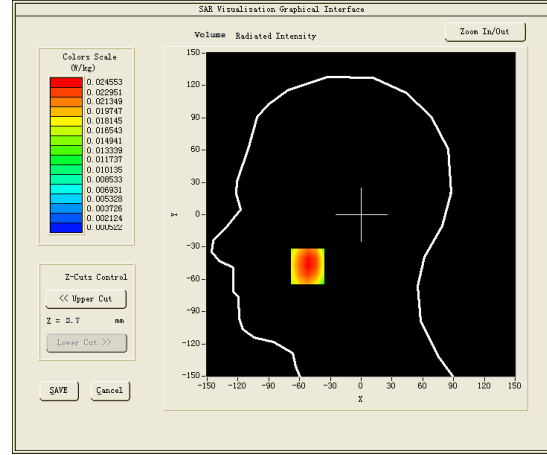 SAR Visualisation Graphical Interface
Volume Radiated Intensity
Zoom In/Out
Colors Scale
(W/kg)
0.024553
0.022951
0.021349
0.019747
0.018145
0.016543
0.014941
0.013339
0.011737
0.010135
0.008533
0.006931
0.005328
0.003726
0.002124
0.000522
Z-Cuts Control
<< Upper Cut
Z = 0.7 mm
Lower Cut >>
SAVE Cancel
150
120
90
60
30
0
-30
-60
-90
-120
-150
Y
-150 -120 -90 -60 -30 0 30 60 90 120 150
X